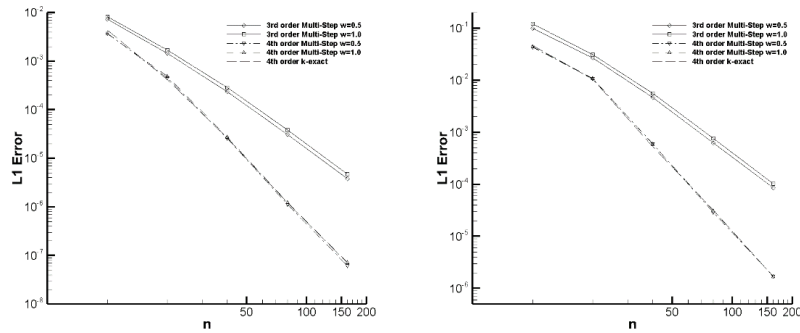 10^-2
10^-3
10^-4
10^-5
10^-6
10^-7
10^-8
L1 Error
3rd order Multi-Step w=0.5
3rd order Multi-Step w=1.0
4th order Multi-Step w=0.5
4th order Multi-Step w=1.0
4th order k-exact
50 100 150 200
n
10^-1
10^-2
10^-3
10^-4
10^-5
10^-6
L1 Error
3rd order Multi-Step w=0.5
3rd order Multi-Step w=1.0
4th order Multi-Step w=0.5
4th order Multi-Step w=1.0
4th order k-exact
50 100 150 200
n